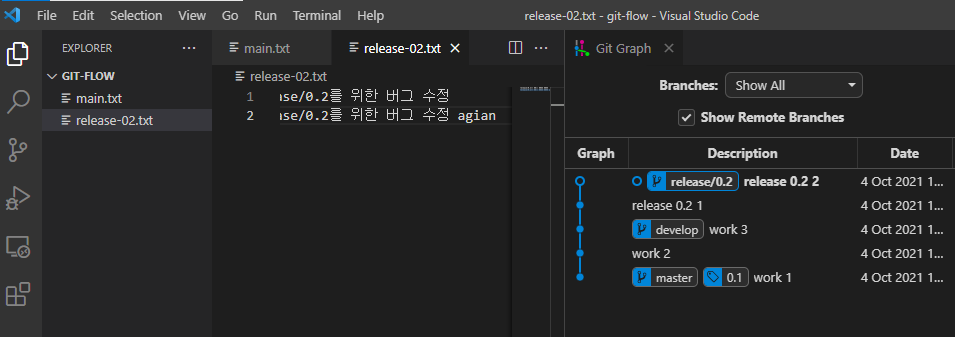 File Edit Selection View Go Run Terminal Help release-02.txt - git-flow - Visual Studio Code
EXPLORER
GIT-FLOW
main.txt
release-02.txt
main.txt release-02.txt
release-02.txt
1 ase/0.2를 위한 버그 수정
2 ase/0.2를 위한 버그 수정 agian
Git Graph
Branches: Show All
Show Remote Branches
Graph Description Date
release/0.2 release 0.2 2 4 Oct 2021 1...
release 0.2 1 4 Oct 2021 1...
develop work 3 4 Oct 2021 1...
work 2 4 Oct 2021 1...
master 0.1 work 1 4 Oct 2021 1...